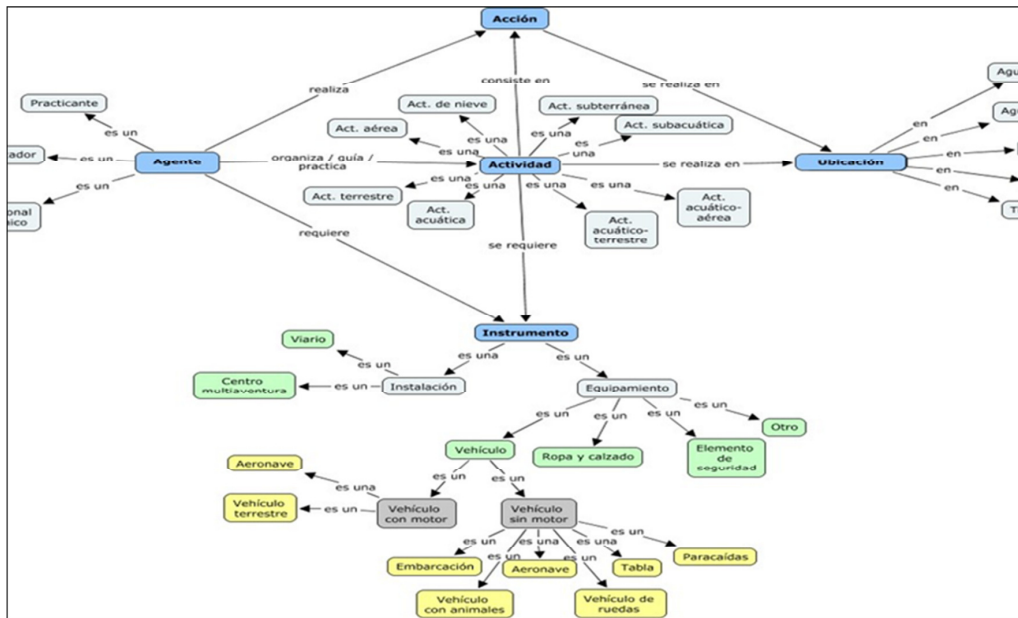 Acción
Agu
Practicante
realiza
consiste en
se realiza en
Act. de nieve
Act. subterránea
en
Agu
es un
Act. aérea
es una
es una
Act. subacuática
en
ador
es un
Agente
organiza / guía /
practica
es una
Actividad
es una
se realiza en
Ubicación
en
es un
Act. terrestre
es una
es una
es una
es una
en
onal
ico
Act.
acuática
Act.
acuático-
terrestre
Act.
acuático-
aérea
en
T
requiere
se requiere
Instrumento
Viario
es una
es un
es un
Centro
multiaventura
es un
Instalación
Equipamiento
es un
es un
es un
es un
Otro
Vehículo
Ropa y calzado
Elemento
de
seguridad
Aeronave
es un
es un
es una
Vehículo
terrestre
es un
Vehículo
con motor
Vehículo
sin motor
es un
es un
es una
es una
es un
es un
Embarcación
Aeronave
Tabla
Paracaídas
Vehículo
con animales
Vehículo de
ruedas